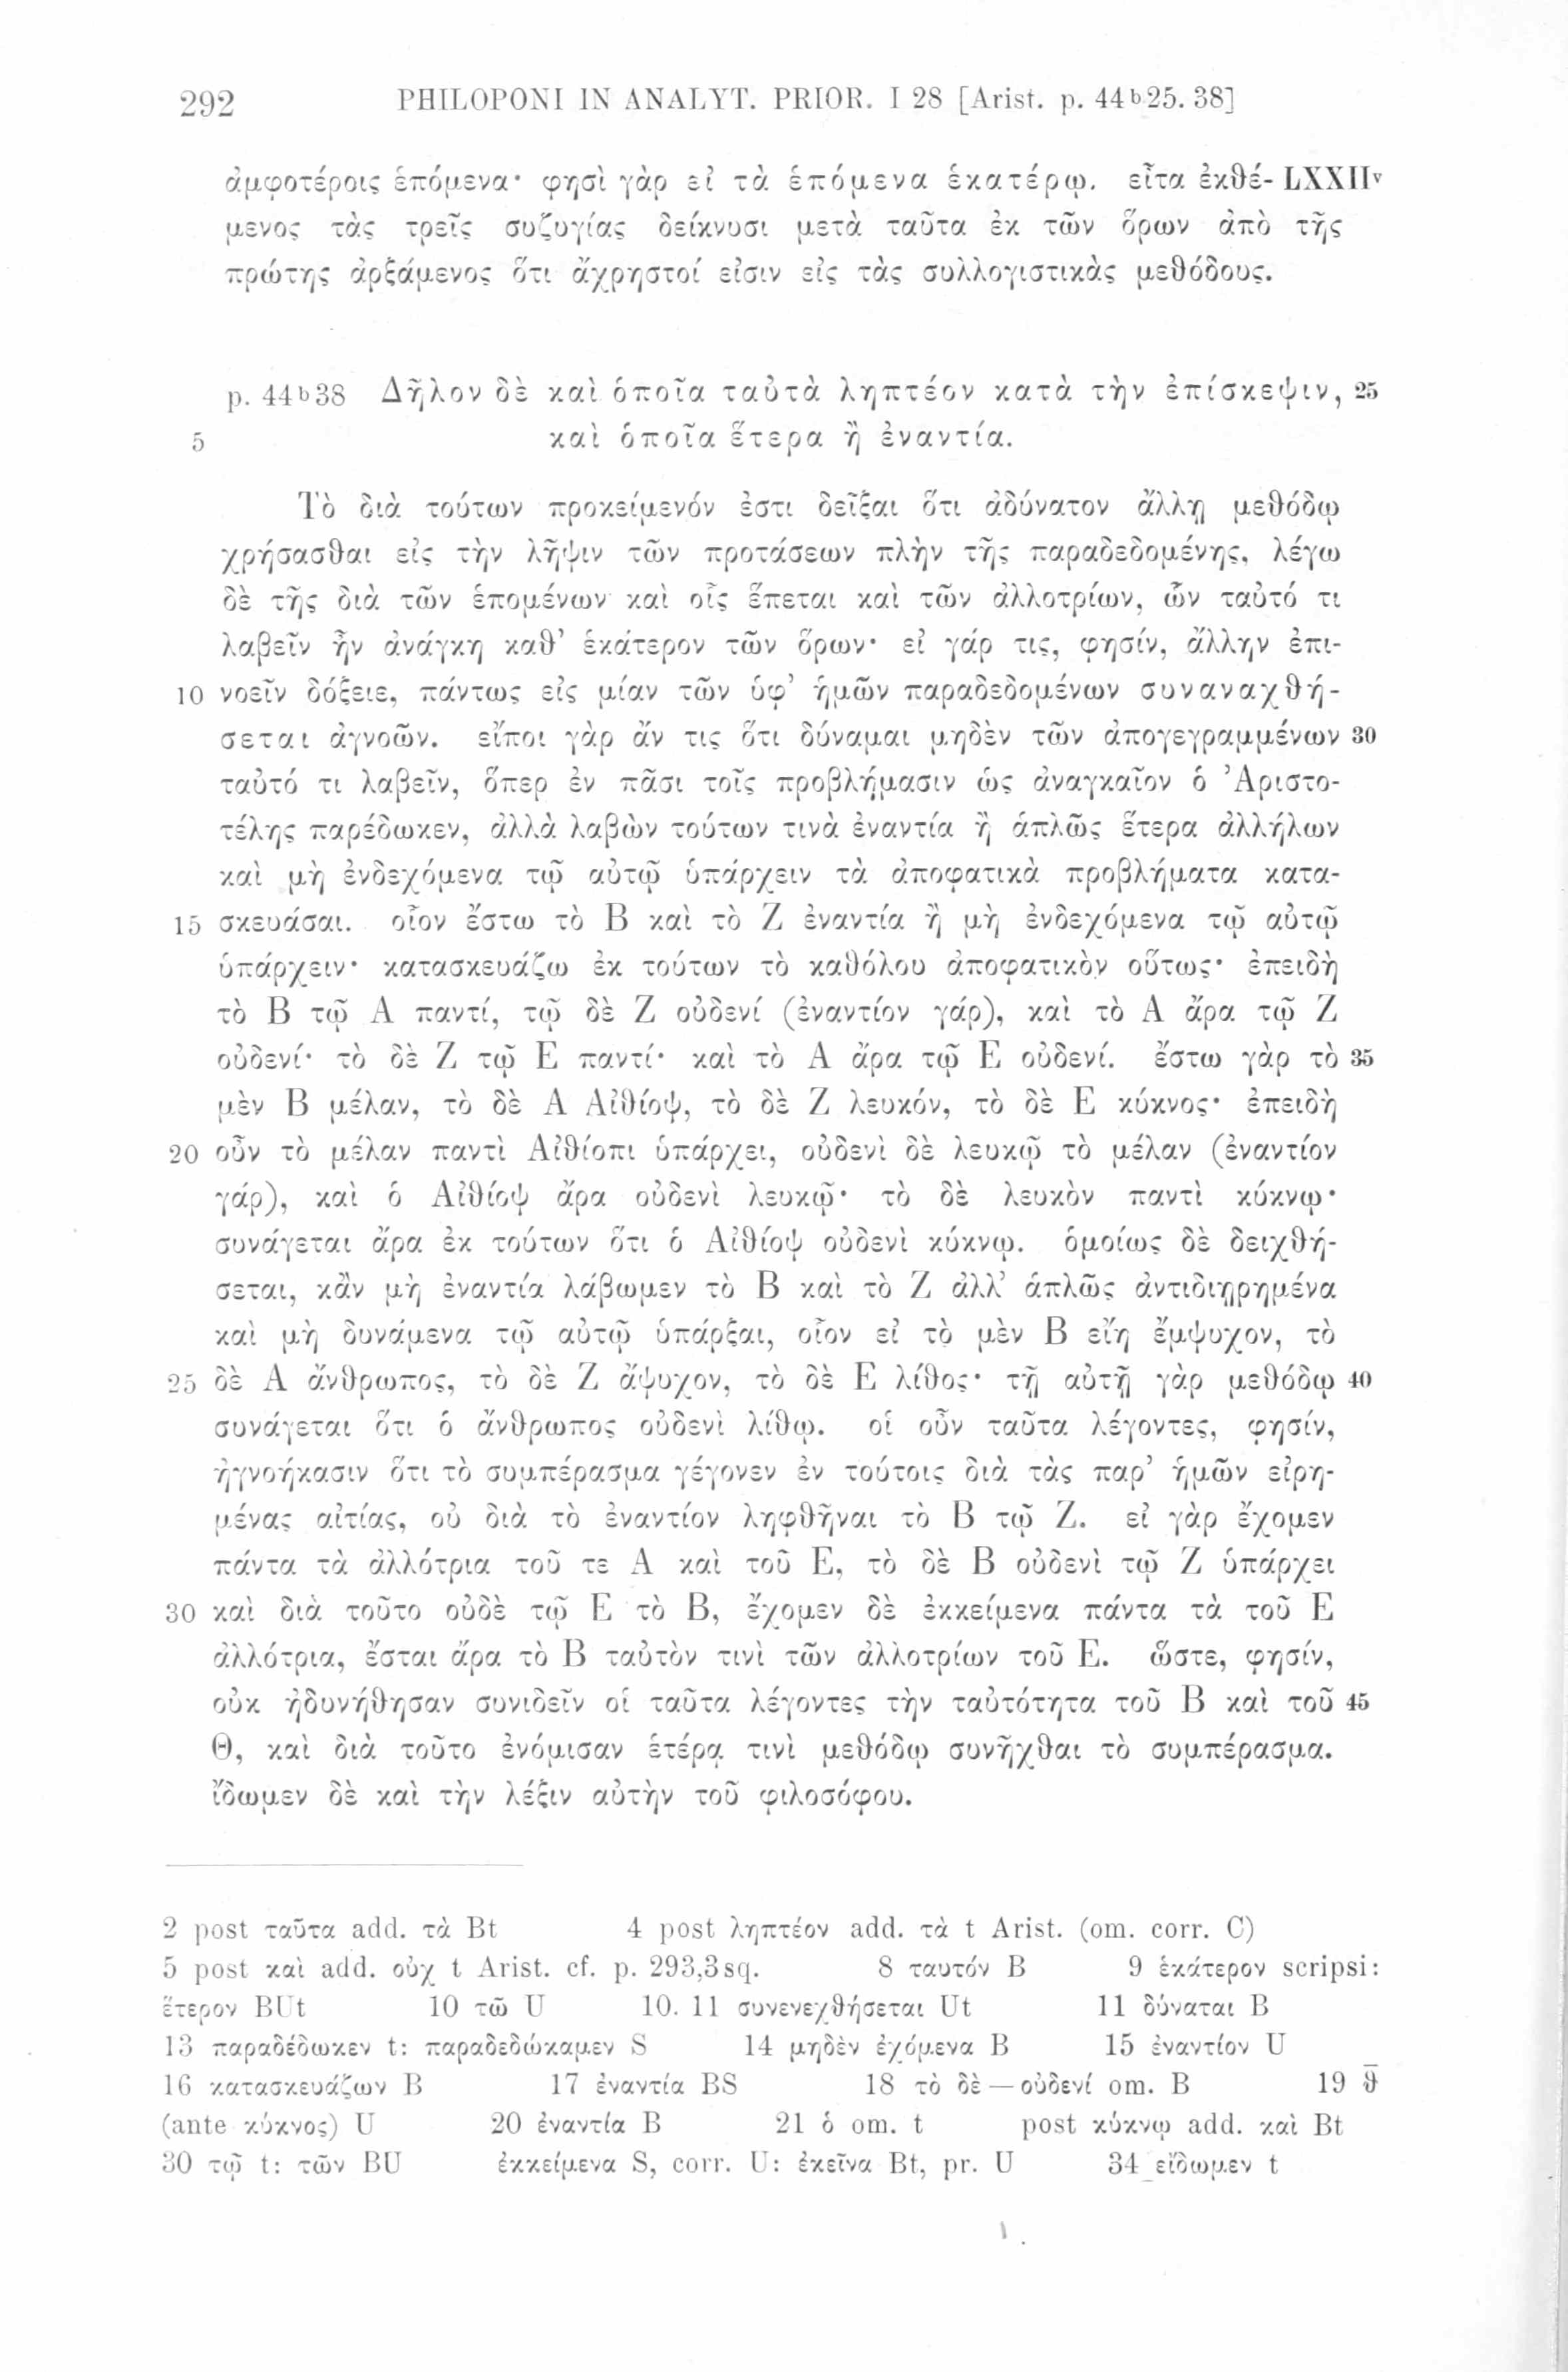 292 PHILOPONI IN ANALYT. PRIOR. I 28 [Arist. p. 44ᵇ25. 38]
ἀμφοτέροις ἑπόμενα· φησὶ γὰρ εἰ τὰ ἑπόμενα ἑκατέρῳ. εἶτα ἐκθέ- LXXIIᵛ
μενος τὰς τρεῖς συζυγίας δείκνυσι μετὰ ταῦτα ἐκ τῶν ὅρων ἀπὸ τῆς
πρώτης ἀρξάμενος ὅτι ἄχρηστοί εἰσιν εἰς τὰς συλλογιστικὰς μεθόδους.
p. 44ᵇ38 Δῆλον δὲ καὶ ὁποῖα ταὐτὰ ληπτέον κατὰ τὴν ἐπίσκεψιν, 25
5 καὶ ὁποῖα ἕτερα ἢ ἐναντία.
Τὸ διὰ τούτων προκείμενόν ἐστι δεῖξαι ὅτι ἀδύνατον ἄλλῃ μεθόδῳ
χρήσασθαι εἰς τὴν λῆψιν τῶν προτάσεων πλὴν τῆς παραδεδομένης, λέγω
δὲ τῆς διὰ τῶν ἑπομένων καὶ οἷς ἕπεται καὶ τῶν ἀλλοτρίων, ὧν ταὐτό τι
λαβεῖν ἦν ἀνάγκη καθ’ ἑκάτερον τῶν ὅρων· εἰ γάρ τις, φησίν, ἄλλην ἐπι-
10 νοεῖν δόξειε, πάντως εἰς μίαν τῶν ὑφ’ ἡμῶν παραδεδομένων συναναχθή-
σεται ἀγνοῶν. εἴποι γὰρ ἄν τις ὅτι δύναμαι μηδὲν τῶν ἀπογεγραμμένων 30
ταὐτό τι λαβεῖν, ὅπερ ἐν πᾶσι τοῖς προβλήμασιν ὡς ἀναγκαῖον ὁ Ἀριστο-
τέλης παρέδωκεν, ἀλλὰ λαβὼν τούτων τινὰ ἐναντία ἢ ἁπλῶς ἕτερα ἀλλήλων
καὶ μὴ ἐνδεχόμενα τῷ αὐτῷ ὑπάρχειν τὰ ἀποφατικὰ προβλήματα κατα-
15 σκευάσαι. οἷον ἔστω τὸ Β καὶ τὸ Ζ ἐναντία ἢ μὴ ἐνδεχόμενα τῷ αὐτῷ
ὑπάρχειν· κατασκευάζω ἐκ τούτων τὸ καθόλου ἀποφατικὸν οὕτως· ἐπειδὴ
τὸ Β τῷ Α παντί, τῷ δὲ Ζ οὐδενί (ἐναντίον γάρ), καὶ τὸ Α ἄρα τῷ Ζ
οὐδενί· τὸ δὲ Ζ τῷ Ε παντί· καὶ τὸ Α ἄρα τῷ Ε οὐδενί. ἔστω γὰρ τὸ 35
μὲν Β μέλαν, τὸ δὲ Α Αἰθίοψ, τὸ δὲ Ζ λευκόν, τὸ δὲ Ε κύκνος· ἐπειδὴ
20 οὖν τὸ μέλαν παντὶ Αἰθίοπι ὑπάρχει, οὐδενὶ δὲ λευκῷ τὸ μέλαν (ἐναντίον
γάρ), καὶ ὁ Αἰθίοψ ἄρα οὐδενὶ λευκῷ· τὸ δὲ λευκὸν παντὶ κύκνῳ·
συνάγεται ἄρα ἐκ τούτων ὅτι ὁ Αἰθίοψ οὐδενὶ κύκνῳ. ὁμοίως δὲ δειχθή-
σεται, κἂν μὴ ἐναντία λάβωμεν τὸ Β καὶ τὸ Ζ ἀλλ’ ἁπλῶς ἀντιδιῃρημένα
καὶ μὴ δυνάμενα τῷ αὐτῷ ὑπάρξαι, οἷον εἰ τὸ μὲν Β εἴη ἔμψυχον, τὸ
25 δὲ Α ἄνθρωπος, τὸ δὲ Ζ ἄψυχον, τὸ δὲ Ε λίθος· τῇ αὐτῇ γὰρ μεθόδῳ 40
συνάγεται ὅτι ὁ ἄνθρωπος οὐδενὶ λίθῳ. οἱ οὖν ταῦτα λέγοντες, φησίν,
ἠγνοήκασιν ὅτι τὸ συμπέρασμα γέγονεν ἐν τούτοις διὰ τὰς παρ’ ἡμῶν εἰρη-
μένας αἰτίας, οὐ διὰ τὸ ἐναντίον ληφθῆναι τὸ Β τῷ Ζ. εἰ γὰρ ἔχομεν
πάντα τὰ ἀλλότρια τοῦ τε Α καὶ τοῦ Ε, τὸ δὲ Β οὐδενὶ τῷ Ζ ὑπάρχει
30 καὶ διὰ τοῦτο οὐδὲ τῷ Ε τὸ Β, ἔχομεν δὲ ἐκκείμενα πάντα τὰ τοῦ Ε
ἀλλότρια, ἔσται ἄρα τὸ Β ταὐτὸν τινὶ τῶν ἀλλοτρίων τοῦ Ε. ὥστε, φησίν,
οὐκ ἠδυνήθησαν συνιδεῖν οἱ ταῦτα λέγοντες τὴν ταὐτότητα τοῦ Β καὶ τοῦ 45
Θ, καὶ διὰ τοῦτο ἐνόμισαν ἑτέρᾳ τινὶ μεθόδῳ συνῆχθαι τὸ συμπέρασμα.
ἴδωμεν δὲ καὶ τὴν λέξιν αὐτὴν τοῦ φιλοσόφου.
2 post ταῦτα add. τὰ Bt 4 post ληπτέον add. τὰ t Arist. (om. corr. C)
5 post καὶ add. οὐχ t Arist. cf. p. 293,3sq. 8 ταυτόν B 9 ἑκάτερον scripsi:
ἕτερον BUt 10 τῶ U 10. 11 συνενεχθήσεται Ut 11 δύναται B
13 παραδέδωκεν t: παραδεδώκαμεν S 14 μηδὲν ἐχόμενα B 15 ἐναντίον U
16 κατασκευάζων B 17 ἐναντία BS 18 τὸ δὲ — οὐδενί om. B 19 θ̅
(ante κύκνος) U 20 ἐναντία B 21 ὁ om. t post κύκνῳ add. καὶ Bt
30 τῷ t: τῶν BU ἐκκείμενα S, corr. U: ἐκεῖνα Bt, pr. U 34 εἴδωμεν t